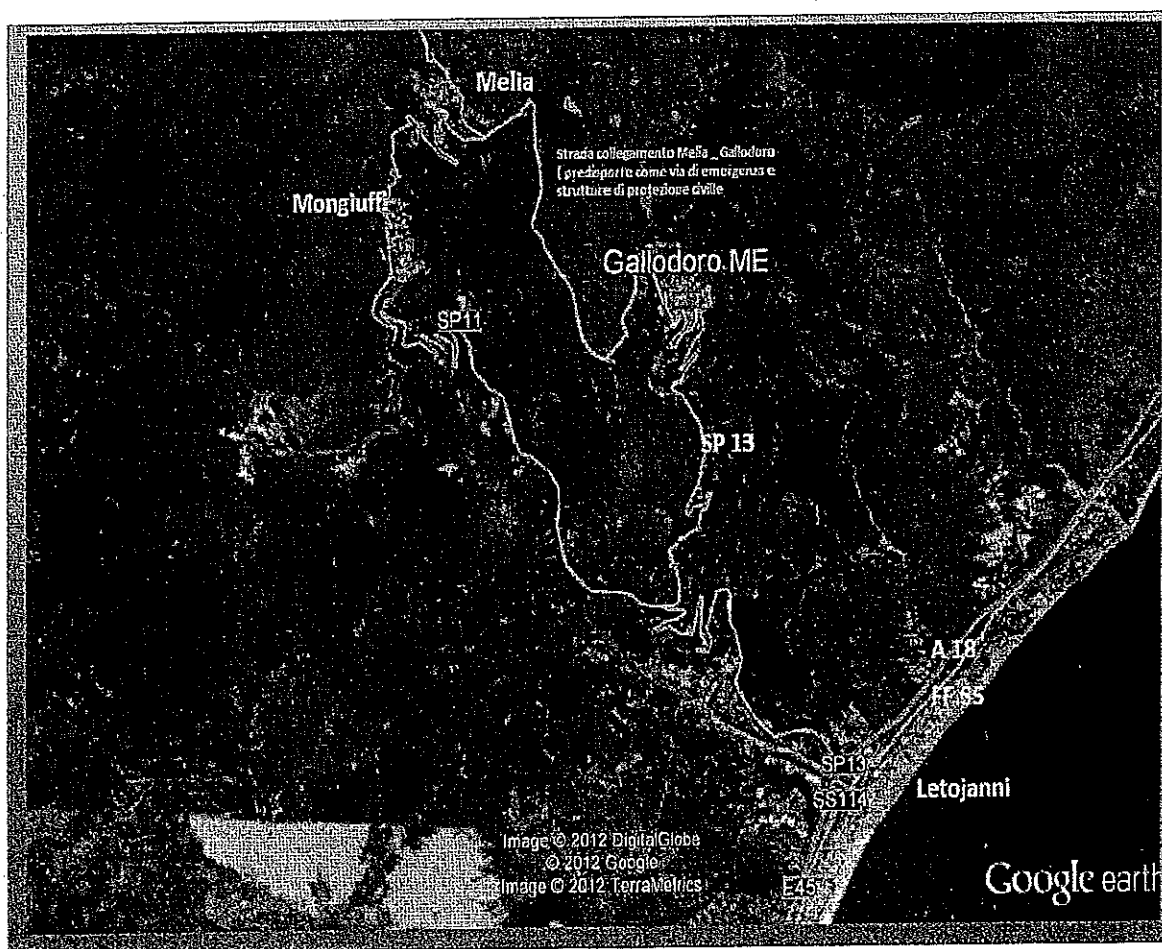 Melia
Strada collegamento Melia _ Gallodoro
( predisporre come via di emergenza e
strutture di protezione civile
Mongiuffi
Gallodoro ME
SP11
SP 13
A 18
FF SS
SP13
SS114
Letojanni
Image © 2012 DigitalGlobe
© 2012 Google
Image © 2012 TerraMetrics
E45
Google earth